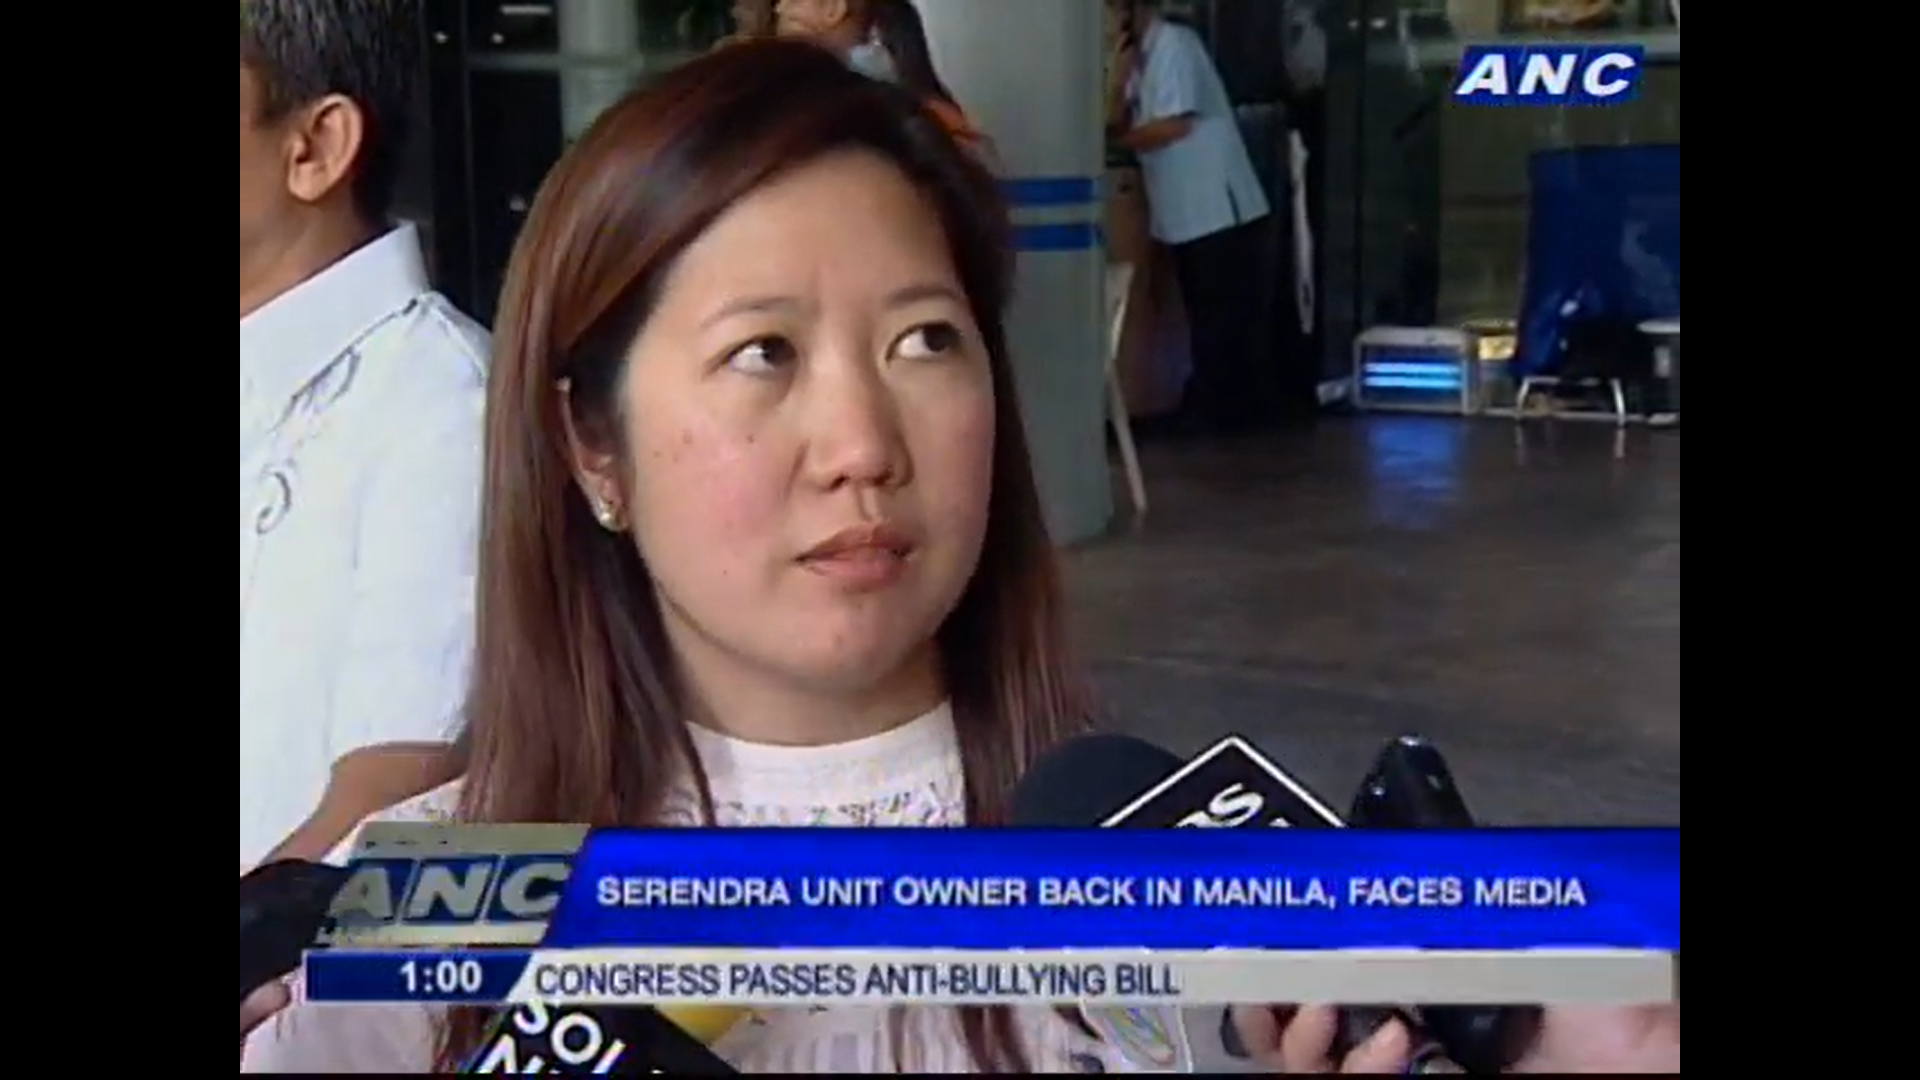 ANC
ANC
SERENDRA UNIT OWNER BACK IN MANILA, FACES MEDIA
1:00
CONGRESS PASSES ANTI-BULLYING BILL